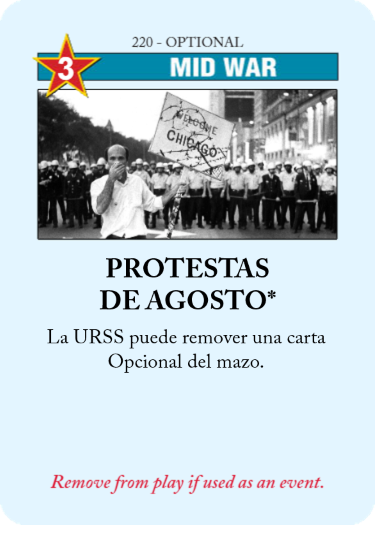 220 - OPTIONAL
3
MID WAR
WELCOME
CHICAGO
PROTESTAS
DE AGOSTO*
La URSS puede remover una carta
Opcional del mazo.
Remove from play if used as an event.